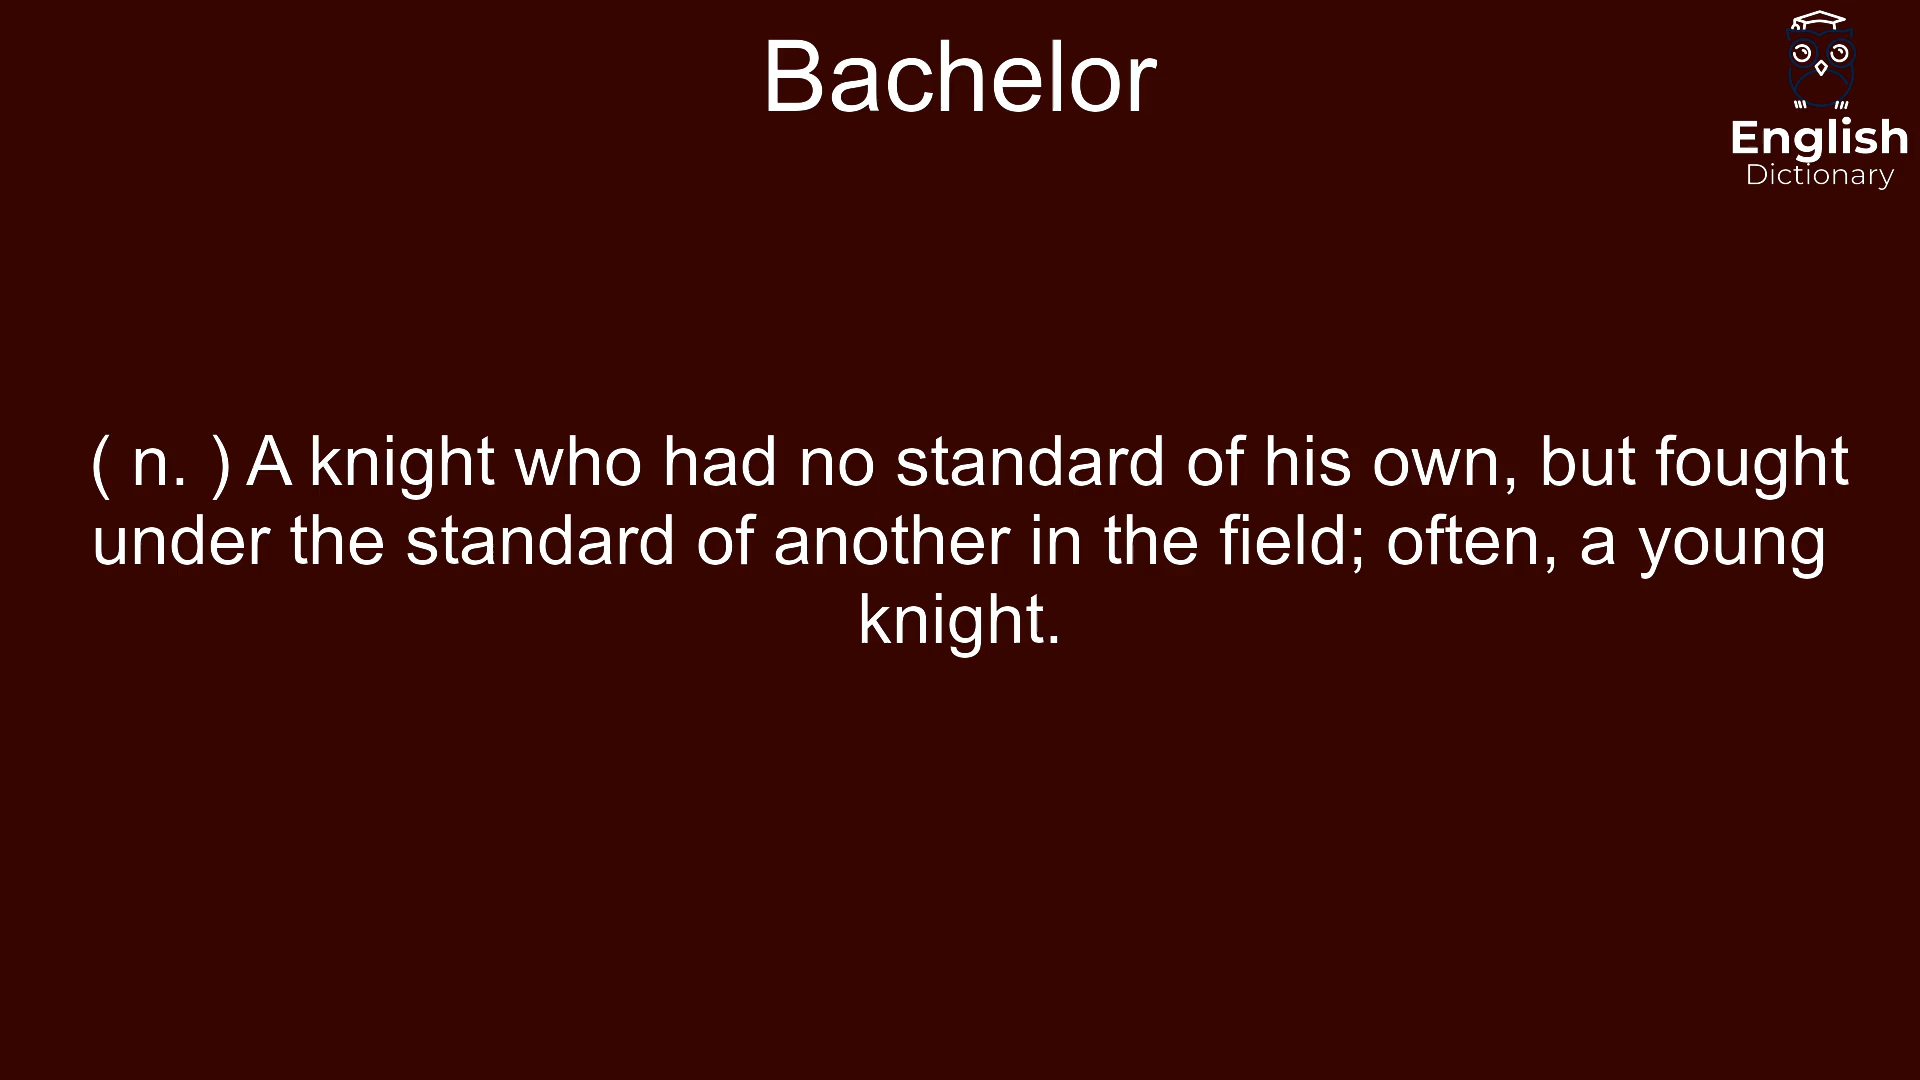 Bachelor
English
Dictionary
( n. ) A knight who had no standard of his own, but fought
under the standard of another in the field; often, a young
knight.